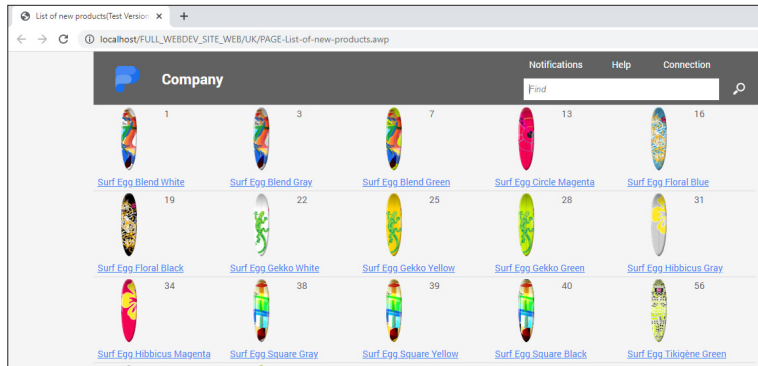 List of new products(Test Version
localhost/FULL_WEBDEV_SITE_WEB/UK/PAGE-List-of-new-products.awp
Company
Notifications Help Connection
Find
1 3 7 13 16
Surf Egg Blend White Surf Egg Blend Gray Surf Egg Blend Green Surf Egg Circle Magenta Surf Egg Floral Blue
19 22 25 28 31
Surf Egg Floral Black Surf Egg Gekko White Surf Egg Gekko Yellow Surf Egg Gekko Green Surf Egg Hibbicus Gray
34 38 39 40 56
Surf Egg Hibbicus Magenta Surf Egg Square Gray Surf Egg Square Yellow Surf Egg Square Black Surf Egg Tikigène Green